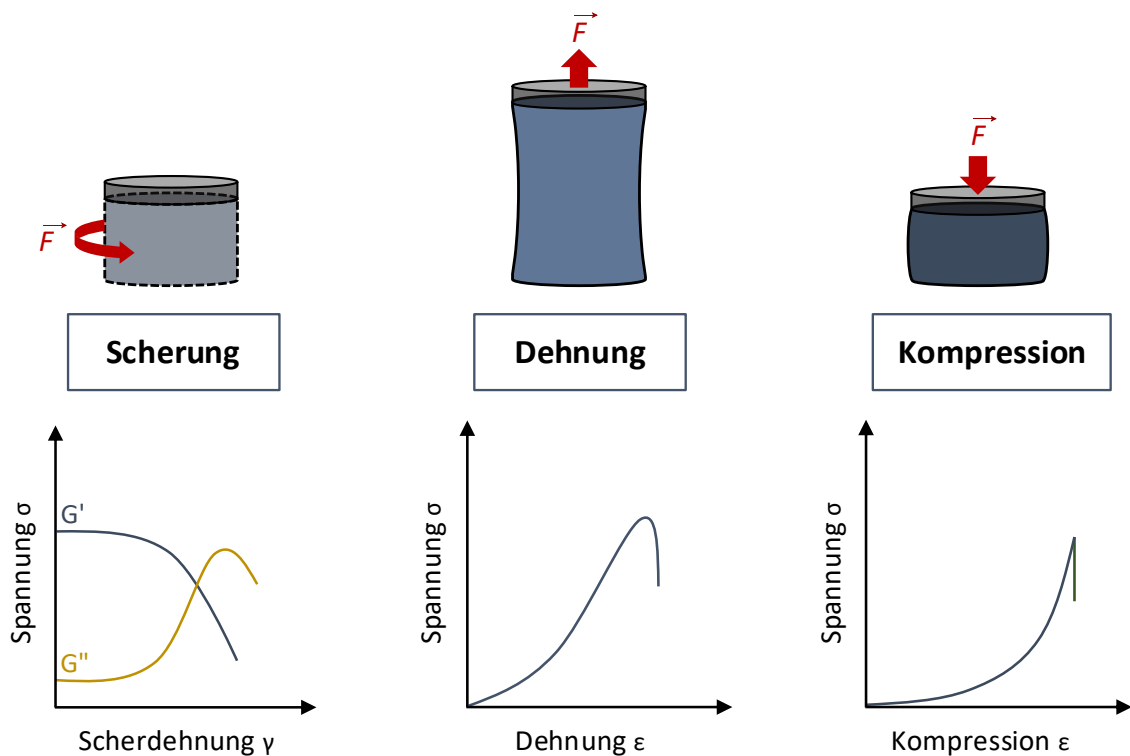 F
F
F
Scherung
Dehnung
Kompression
Spannung σ
G'
G"
Scherdehnung γ
Spannung σ
Dehnung ε
Spannung σ
Kompression ε